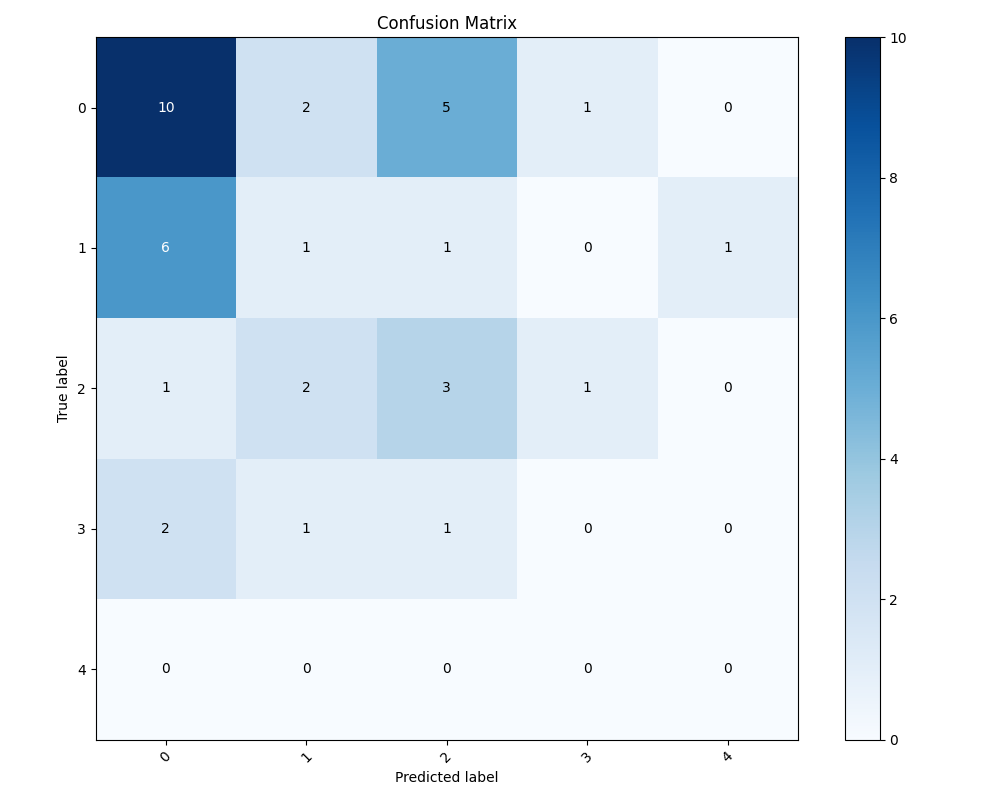 Confusion Matrix
0 10 2 5 1 0
1 6 1 1 0 1
2 1 2 3 1 0
3 2 1 1 0 0
4 0 0 0 0 0
0 1 2 3 4
True label
Predicted label
10
8
6
4
2
0